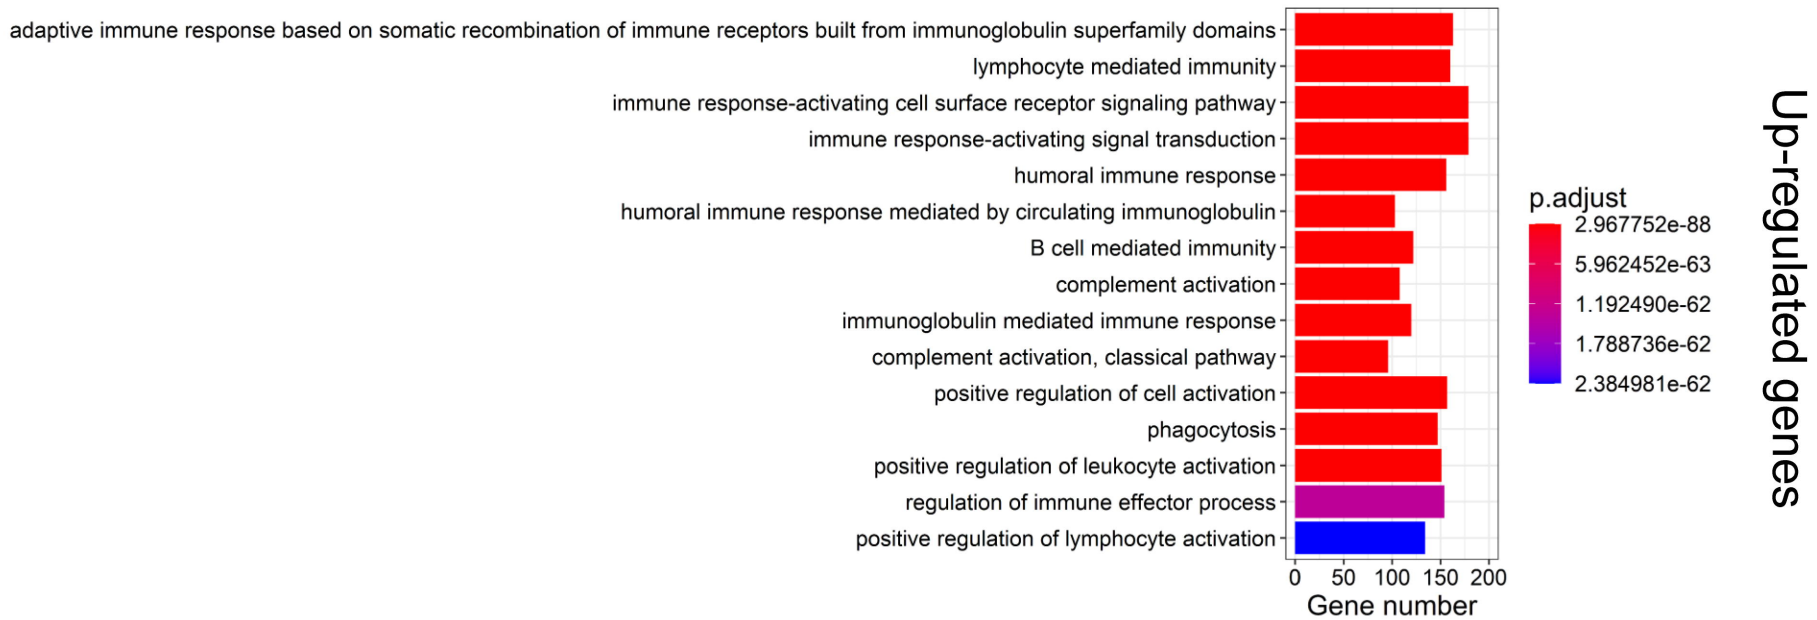 adaptive immune response based on somatic recombination of immune receptors built from immunoglobulin superfamily domains
lymphocyte mediated immunity
immune response-activating cell surface receptor signaling pathway
immune response-activating signal transduction
humoral immune response
humoral immune response mediated by circulating immunoglobulin
B cell mediated immunity
complement activation
immunoglobulin mediated immune response
complement activation, classical pathway
positive regulation of cell activation
phagocytosis
positive regulation of leukocyte activation
regulation of immune effector process
positive regulation of lymphocyte activation
0 50 100 150 200
Gene number
p.adjust
2.967752e-88
5.962452e-63
1.192490e-62
1.788736e-62
2.384981e-62
Up-regulated genes